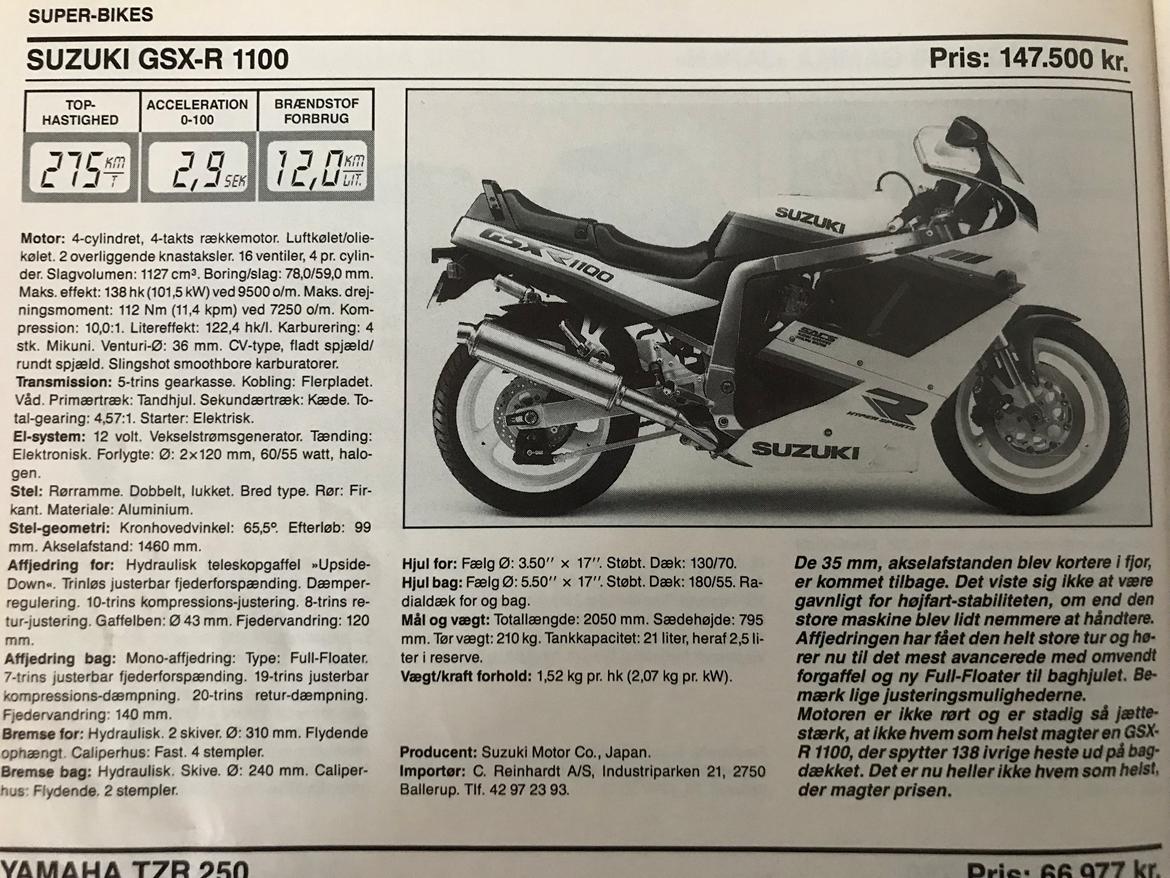 SUPER-BIKES
SUZUKI GSX-R 1100
Pris: 147.500 kr.
TOP-
HASTIGHED
ACCELERATION
0-100
BRÆNDSTOF
FORBRUG
275 KM/T
2,9 SEK
12,0 KM/LIT.
Motor: 4-cylindret, 4-takts rækkemotor. Luftkølet/olie-
kølet. 2 overliggende knastaksler. 16 ventiler, 4 pr. cylin-
der. Slagvolumen: 1127 cm³. Boring/slag: 78,0/59,0 mm.
Maks. effekt: 138 hk (101,5 kW) ved 9500 o/m. Maks. drej-
ningsmoment: 112 Nm (11,4 kpm) ved 7250 o/m. Kom-
pression: 10,0:1. Litereffekt: 122,4 hk/l. Karburering: 4
stk. Mikuni. Venturi-Ø: 36 mm. CV-type, fladt spjæld/
rundt spjæld. Slingshot smoothbore karburatorer.
Transmission: 5-trins gearkasse. Kobling: Flerpladet.
Våd. Primærtræk: Tandhjul. Sekundærtræk: Kæde. To-
tal-gearing: 4,57:1. Starter: Elektrisk.
El-system: 12 volt. Vekselstrømsgenerator. Tænding:
Elektronisk. Forlygte: Ø: 2×120 mm, 60/55 watt, halo-
gen.
Stel: Rørramme. Dobbelt, lukket. Bred type. Rør: Fir-
kant. Materiale: Aluminium.
Stel-geometri: Kronhovedvinkel: 65,5°. Efterløb: 99
mm. Akselafstand: 1460 mm.
Affjedring for: Hydraulisk teleskopgaffel »Upside-
Down«. Trinløs justerbar fjederforspænding. Dæmper-
regulering. 10-trins kompressions-justering. 8-trins re-
tur-justering. Gaffelben: Ø 43 mm. Fjedervandring: 120
mm.
Affjedring bag: Mono-affjedring: Type: Full-Floater.
7-trins justerbar fjederforspænding. 19-trins justerbar
kompressions-dæmpning. 20-trins retur-dæmpning.
Fjedervandring: 140 mm.
Bremse for: Hydraulisk. 2 skiver. Ø: 310 mm. Flydende
ophængt. Caliperhus: Fast. 4 stempler.
Bremse bag: Hydraulisk. Skive. Ø: 240 mm. Caliper-
hus: Flydende. 2 stempler.
SUZUKI
GSX R 1100
SACS
R
HYPER SPORTS
SUZUKI
Hjul for: Fælg Ø: 3.50'' × 17''. Støbt. Dæk: 130/70.
Hjul bag: Fælg Ø: 5.50'' × 17''. Støbt. Dæk: 180/55. Ra-
dialdæk for og bag.
Mål og vægt: Totallængde: 2050 mm. Sædehøjde: 795
mm. Tør vægt: 210 kg. Tankkapacitet: 21 liter, heraf 2,5 li-
ter i reserve.
Vægt/kraft forhold: 1,52 kg pr. hk (2,07 kg pr. kW).
Producent: Suzuki Motor Co., Japan.
Importør: C. Reinhardt A/S, Industriparken 21, 2750
Ballerup. Tlf. 42 97 23 93.
De 35 mm, akselafstanden blev kortere i fjor,
er kommet tilbage. Det viste sig ikke at være
gavnligt for højfart-stabiliteten, om end den
store maskine blev lidt nemmere at håndtere.
Affjedringen har fået den helt store tur og hø-
rer nu til det mest avancerede med omvendt
forgaffel og ny Full-Floater til baghjulet. Be-
mærk lige justeringsmulighederne.
Motoren er ikke rørt og er stadig så jætte-
stærk, at ikke hvem som helst magter en GSX-
R 1100, der spytter 138 ivrige heste ud på bag-
dækket. Det er nu heller ikke hvem som helst,
der magter prisen.
YAMAHA TZR 250
Pris: 66.977 kr.